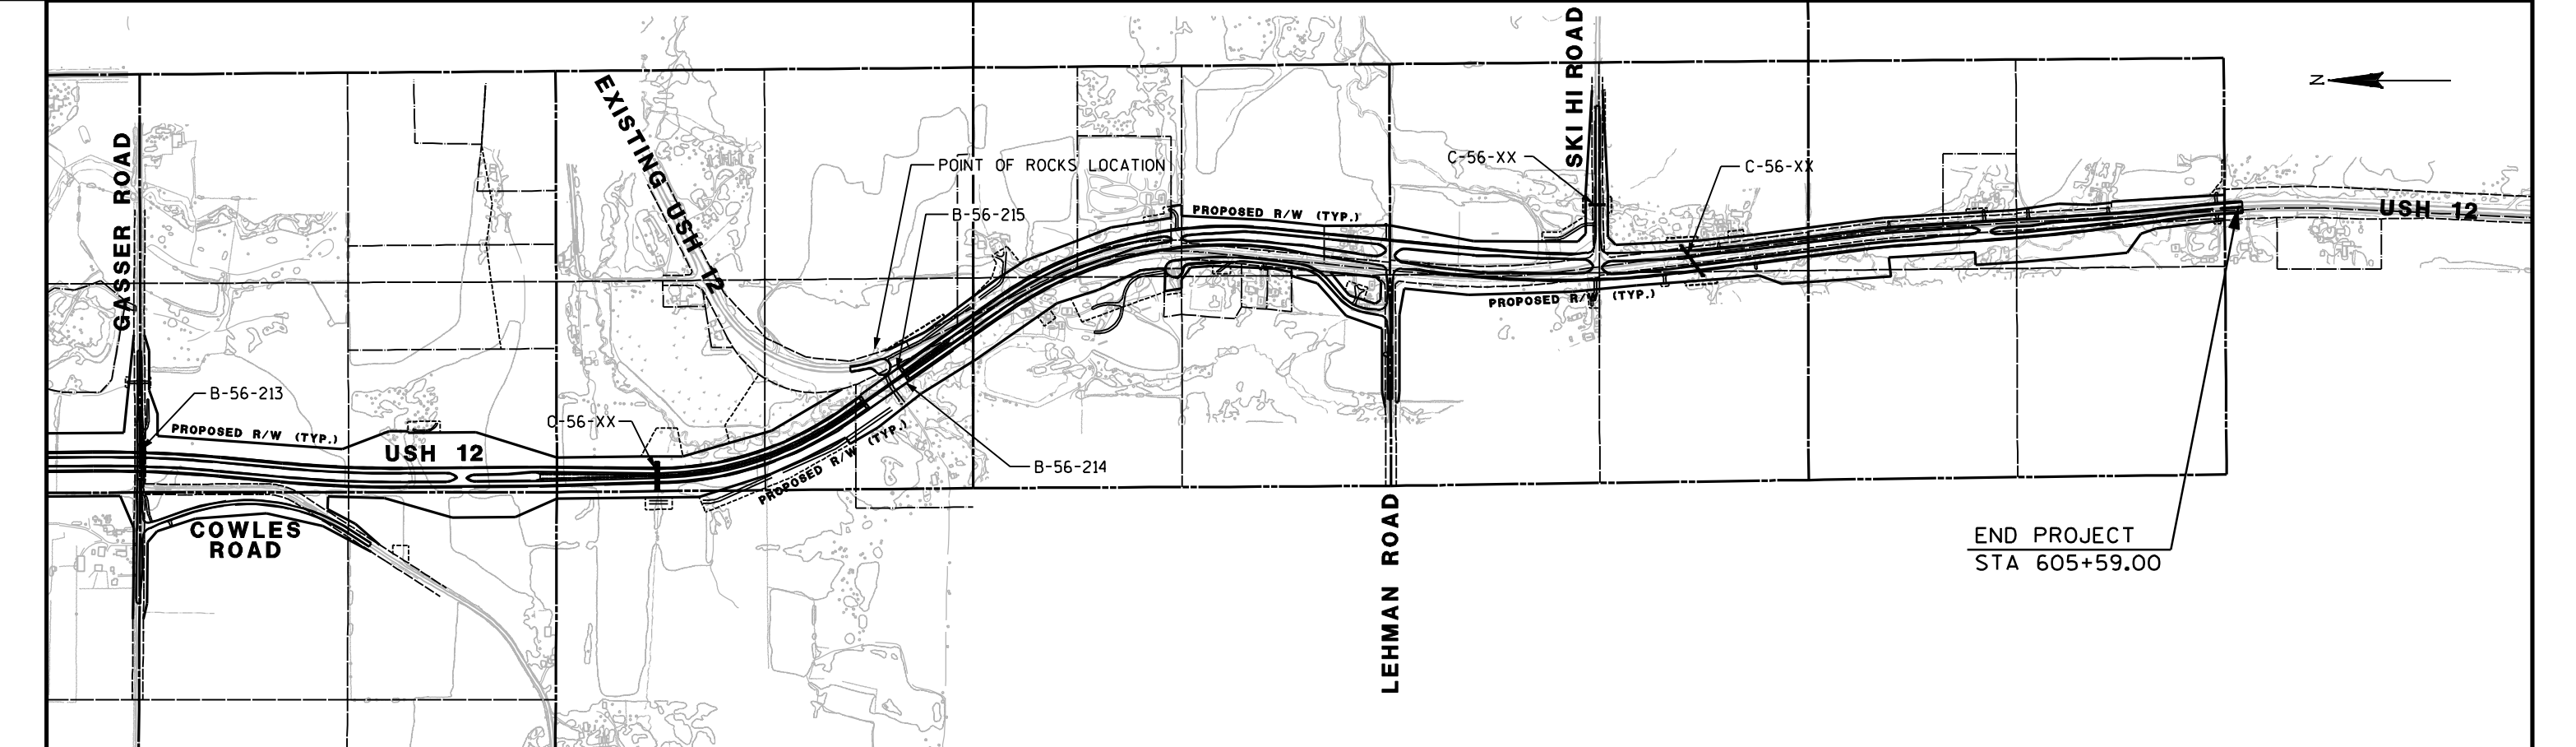 SKI HI ROAD
N
EXISTING USH 12
GASSER ROAD
POINT OF ROCKS LOCATION
C-56-XX
C-56-XX
B-56-215
PROPOSED R/W (TYP.)
USH 12
PROPOSED R/W (TYP.)
B-56-213
C-56-XX
PROPOSED R/W (TYP.)
USH 12
B-56-214
PROPOSED R/W (TYP.)
COWLES
ROAD
LEHMAN ROAD
END PROJECT
STA 605+59.00